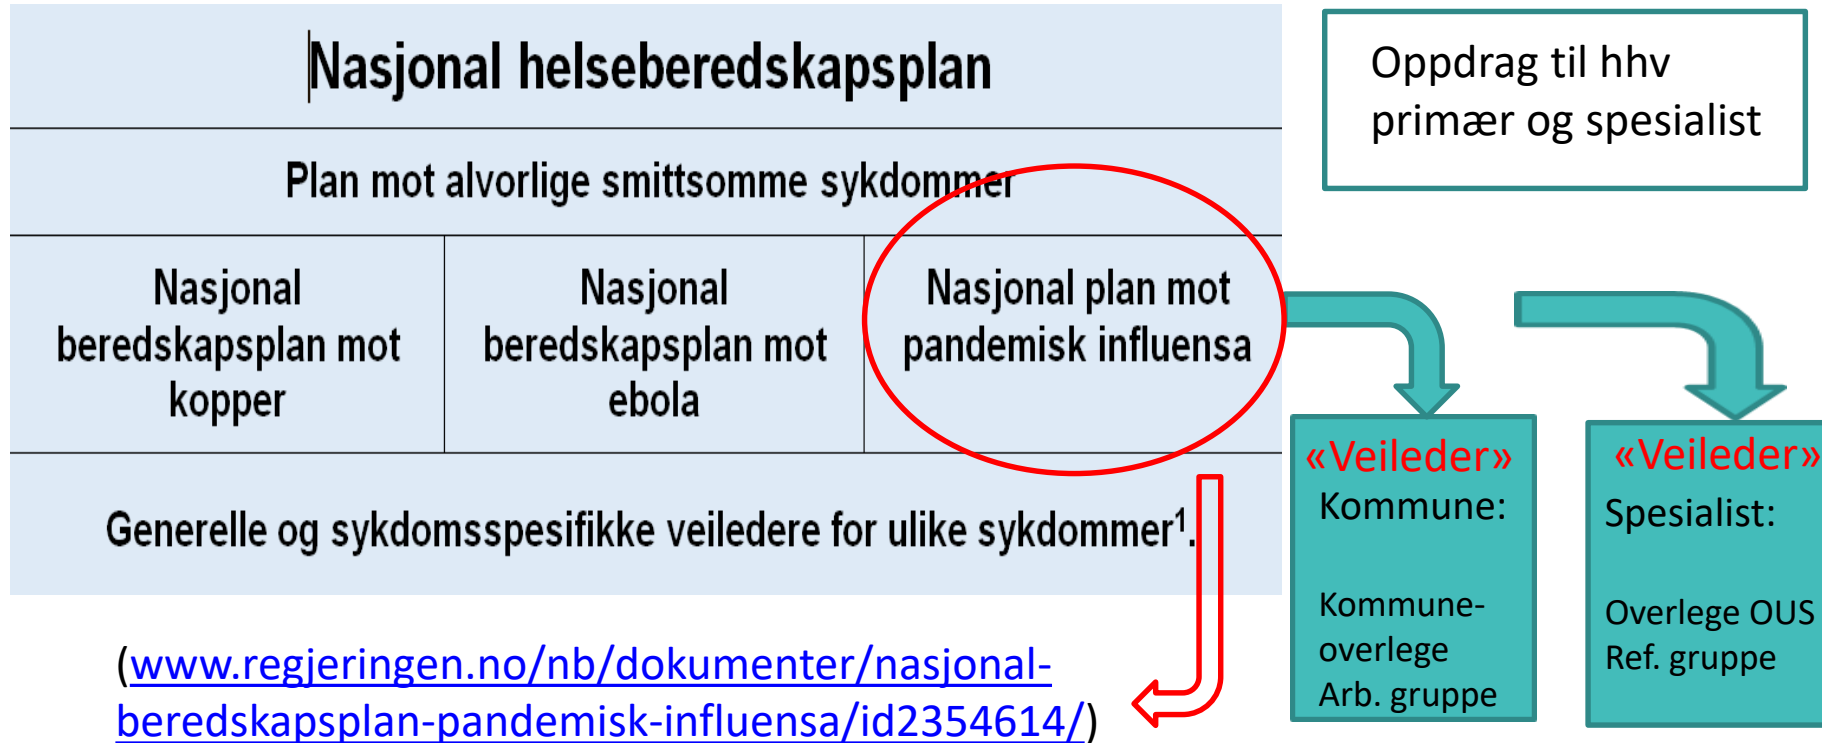 Nasjonal helseberedskapsplan
Plan mot alvorlige smittsomme sykdommer
Nasjonal
beredskapsplan mot
kopper
Nasjonal
beredskapsplan mot
ebola
Nasjonal plan mot
pandemisk influensa
Generelle og sykdomsspesifikke veiledere for ulike sykdommer¹.
(www.regjeringen.no/nb/dokumenter/nasjonal-
beredskapsplan-pandemisk-influensa/id2354614/)
Oppdrag til hhv
primær og spesialist
«Veileder»
Kommune:
Kommune-
overlege
Arb. gruppe
«Veileder»
Spesialist:
Overlege OUS
Ref. gruppe